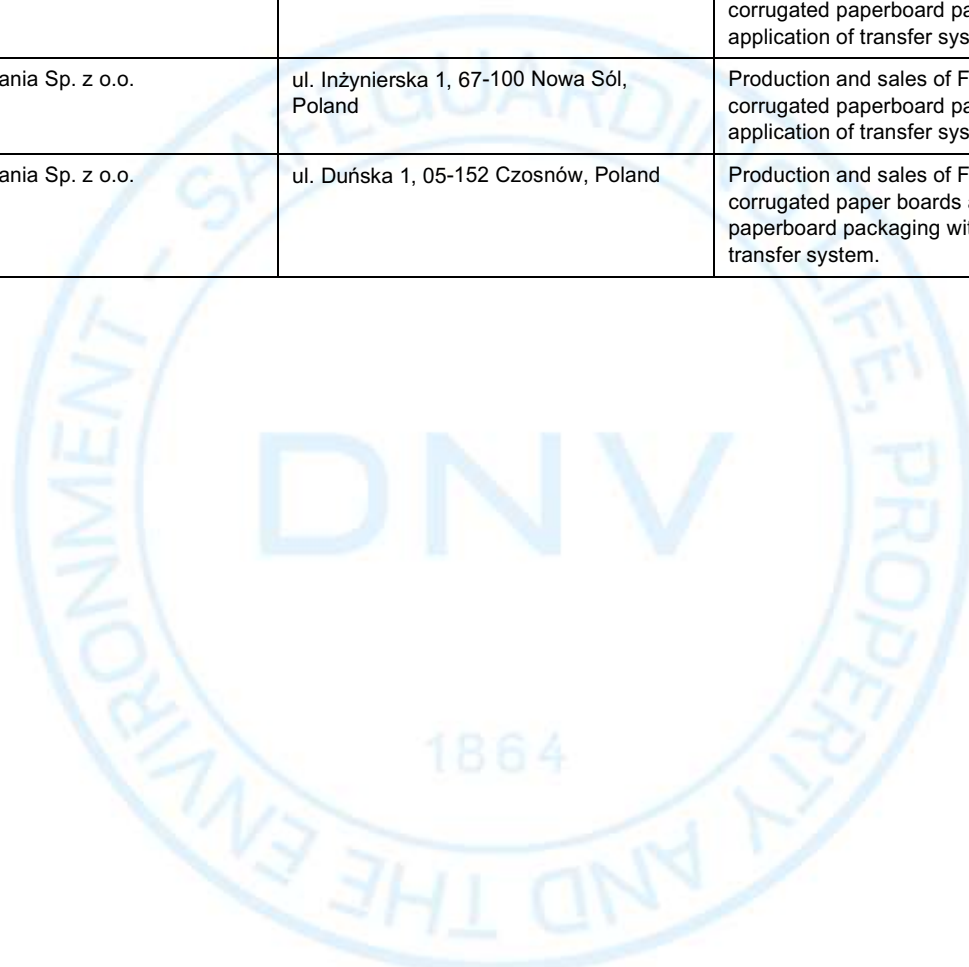 corrugated paperboard pa
application of transfer sys
ania Sp. z o.o.
ul. Inżynierska 1, 67-100 Nowa Sól,
Poland
Production and sales of F
corrugated paperboard pa
application of transfer sys
ania Sp. z o.o.
ul. Duńska 1, 05-152 Czosnów, Poland
Production and sales of F
corrugated paper boards
paperboard packaging wit
transfer system.
SAFEGUARDING LIFE, PROPERTY AND THE ENVIRONMENT –
DNV
1864